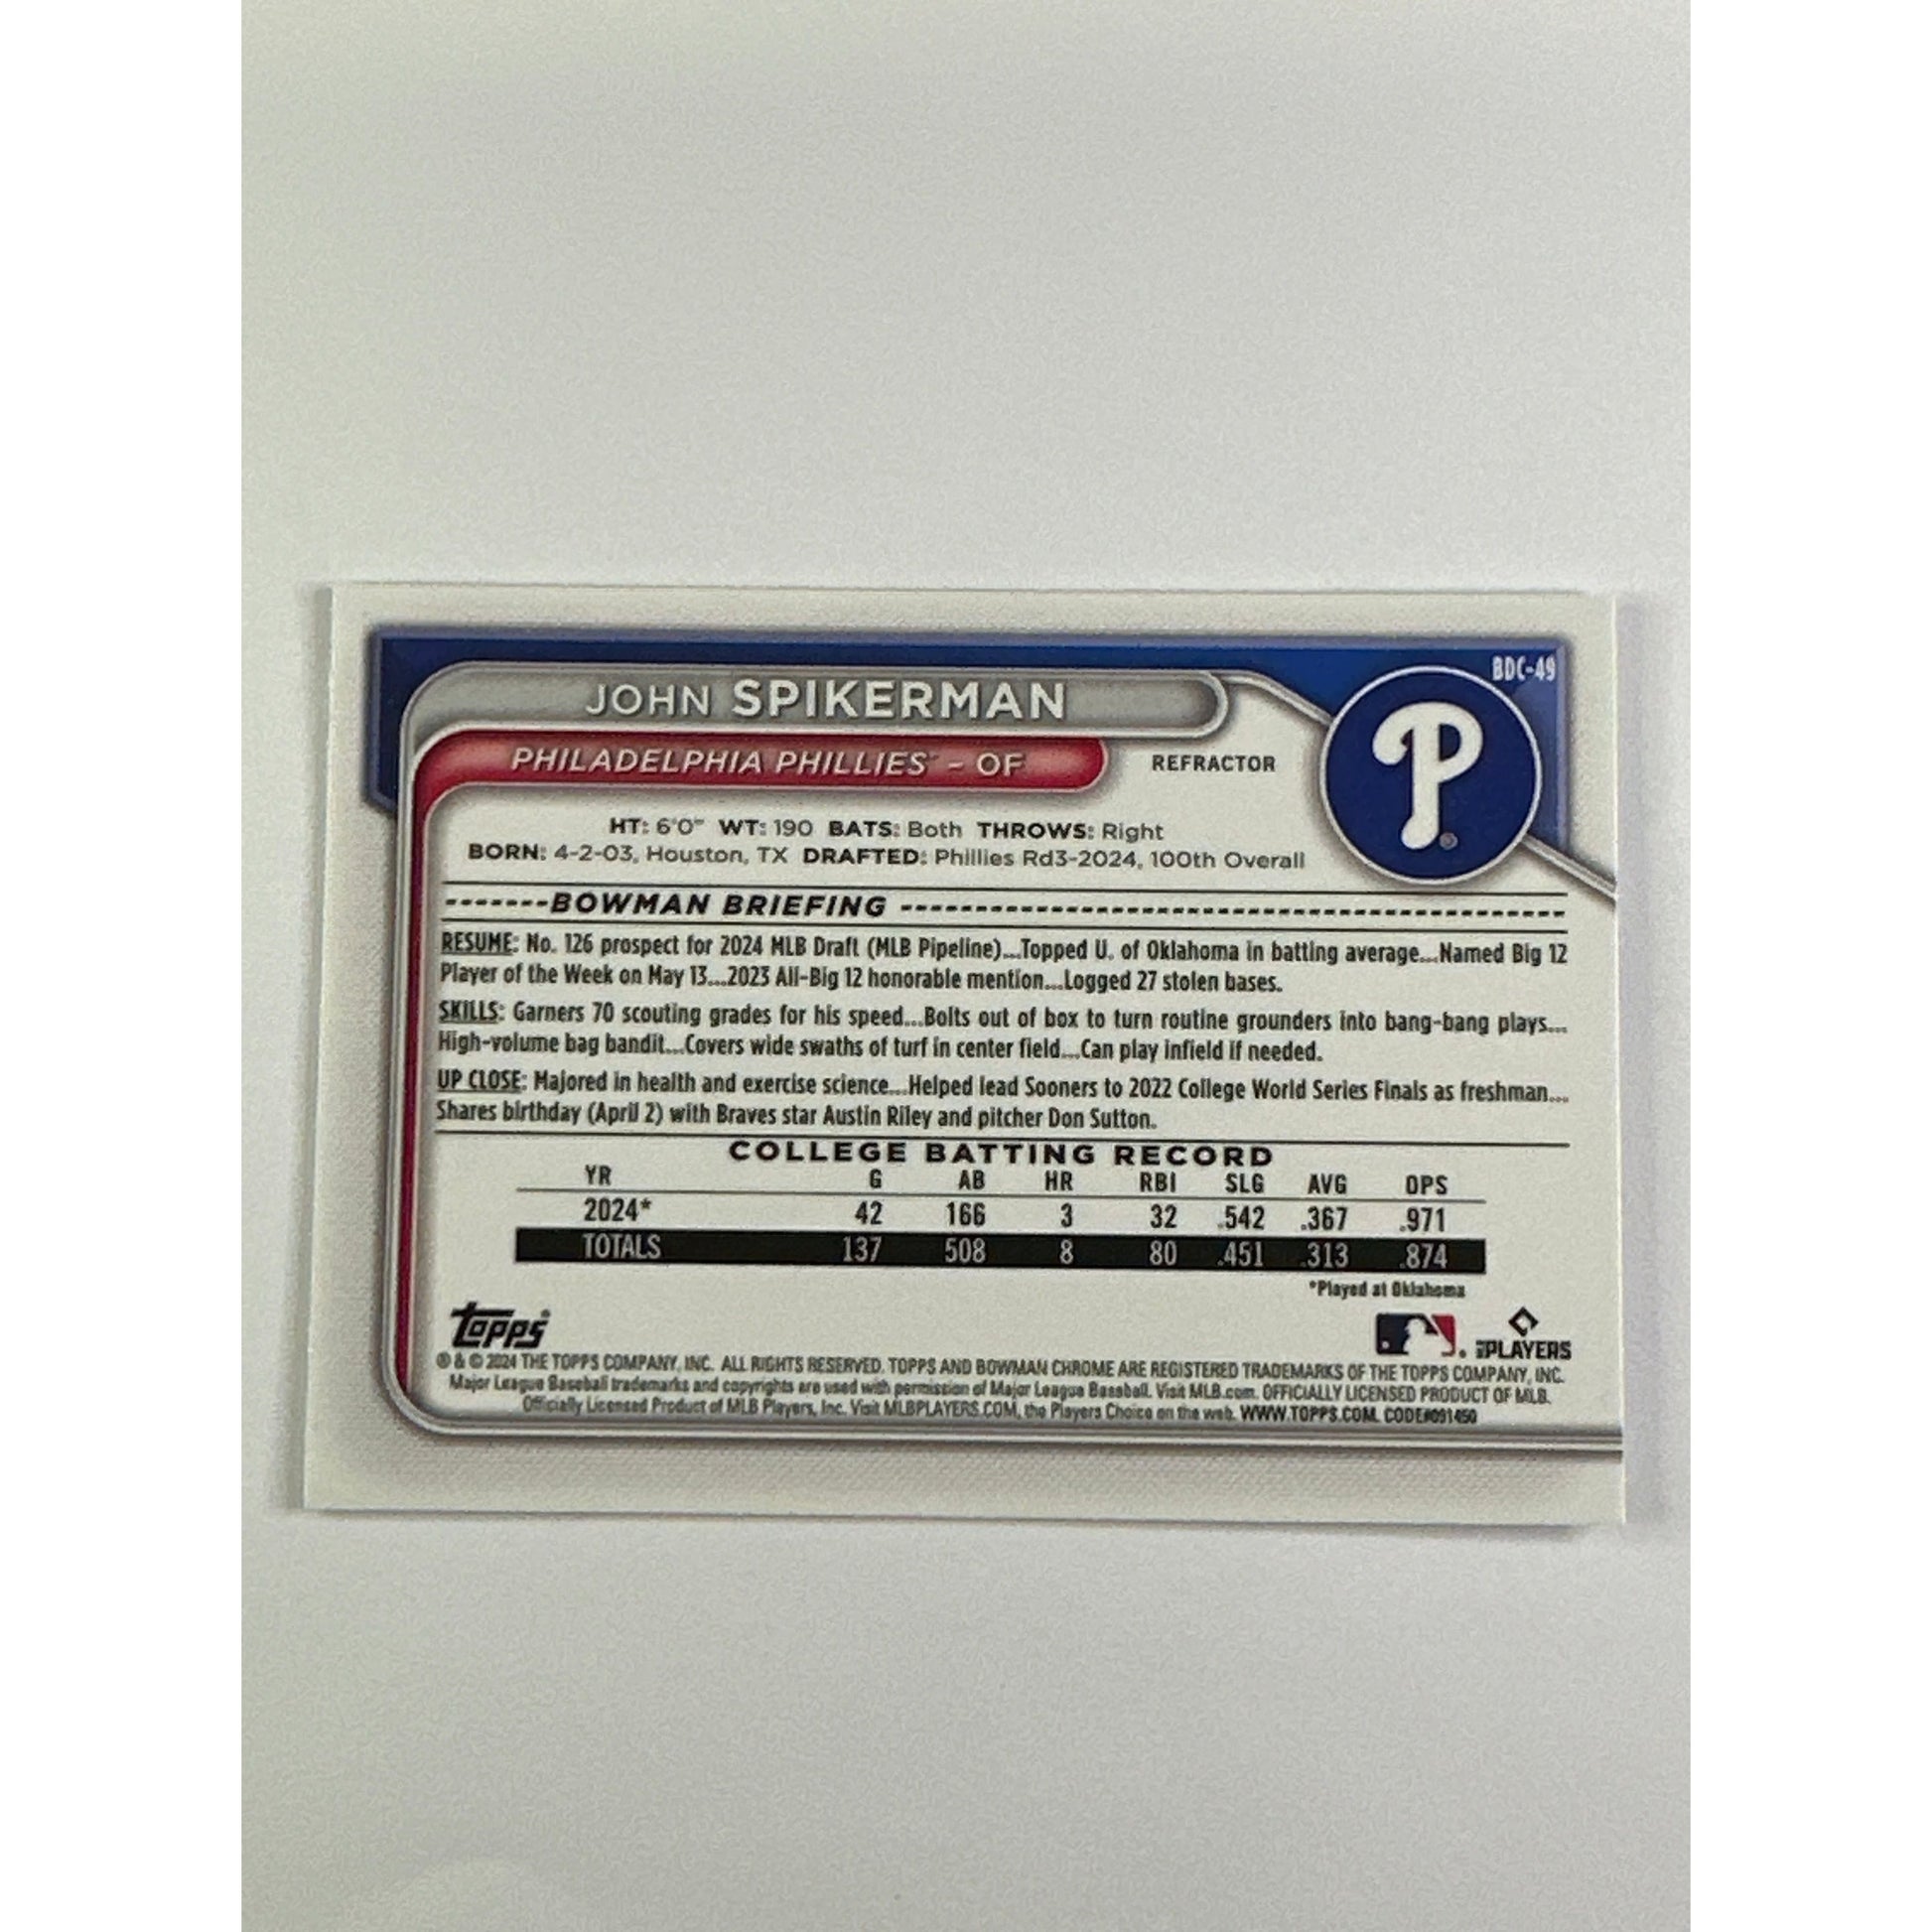 BDC-49
JOHN SPIKERMAN
PHILADELPHIA PHILLIES - OF
REFRACTOR
P
HT: 6'0" WT: 190 BATS: Both THROWS: Right
BORN: 4-2-03, Houston, TX DRAFTED: Phillies Rd3-2024, 100th Overall
BOWMAN BRIEFING
RESUME: No. 126 prospect for 2024 MLB Draft (MLB Pipeline)...Topped U. of Oklahoma in batting average...Named Big 12
Player of the Week on May 13...2023 All-Big 12 honorable mention...Logged 27 stolen bases.
SKILLS: Garners 70 scouting grades for his speed...Bolts out of box to turn routine grounders into bang-bang plays...
High-volume bag bandit...Covers wide swaths of turf in center field...Can play infield if needed.
UP CLOSE: Majored in health and exercise science...Helped lead Sooners to 2022 College World Series Finals as freshman...
Shares birthday (April 2) with Braves star Austin Riley and pitcher Don Sutton.
COLLEGE BATTING RECORD
YR G AB HR RBI SLG AVG OPS
2024* 42 166 3 32 .542 .367 .971
TOTALS 137 508 8 80 .451 .313 .874
*Played at Oklahoma
Topps
PLAYERS
® & © 2024 THE TOPPS COMPANY, INC. ALL RIGHTS RESERVED. TOPPS AND BOWMAN CHROME ARE REGISTERED TRADEMARKS OF THE TOPPS COMPANY, INC.
Major League Baseball trademarks and copyrights are used with permission of Major League Baseball. Visit MLB.com. OFFICIALLY LICENSED PRODUCT OF MLB.
Officially Licensed Product of MLB Players, Inc. Visit MLBPLAYERS.COM, the Players Choice on the web. WWW.TOPPS.COM. CODE#091450